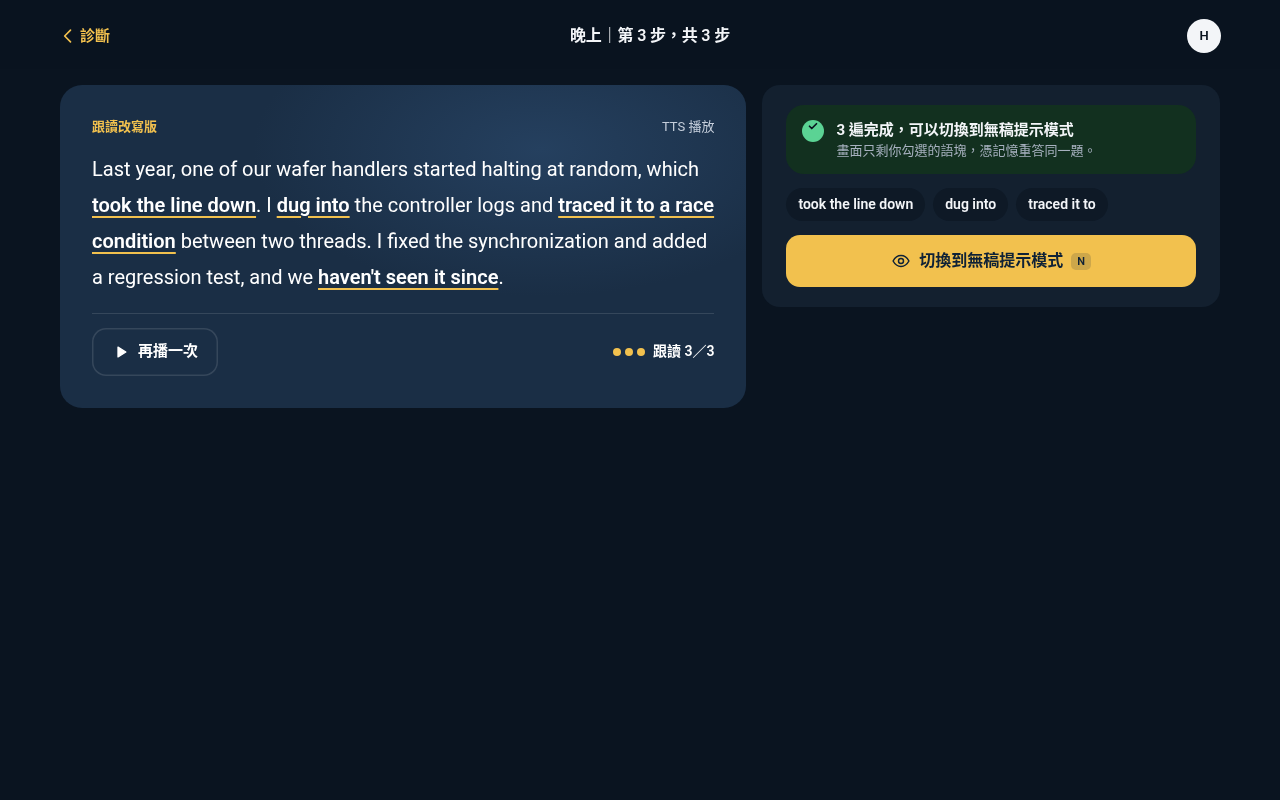 診斷
晚上｜第 3 步，共 3 步
H
跟讀改寫版
TTS 播放
Last year, one of our wafer handlers started halting at random, which
took the line down. I dug into the controller logs and traced it to a race
condition between two threads. I fixed the synchronization and added
a regression test, and we haven't seen it since.
再播一次
跟讀 3／3
3 遍完成，可以切換到無稿提示模式
畫面只剩你勾選的語塊，憑記憶重答同一題。
took the line down
dug into
traced it to
切換到無稿提示模式 N